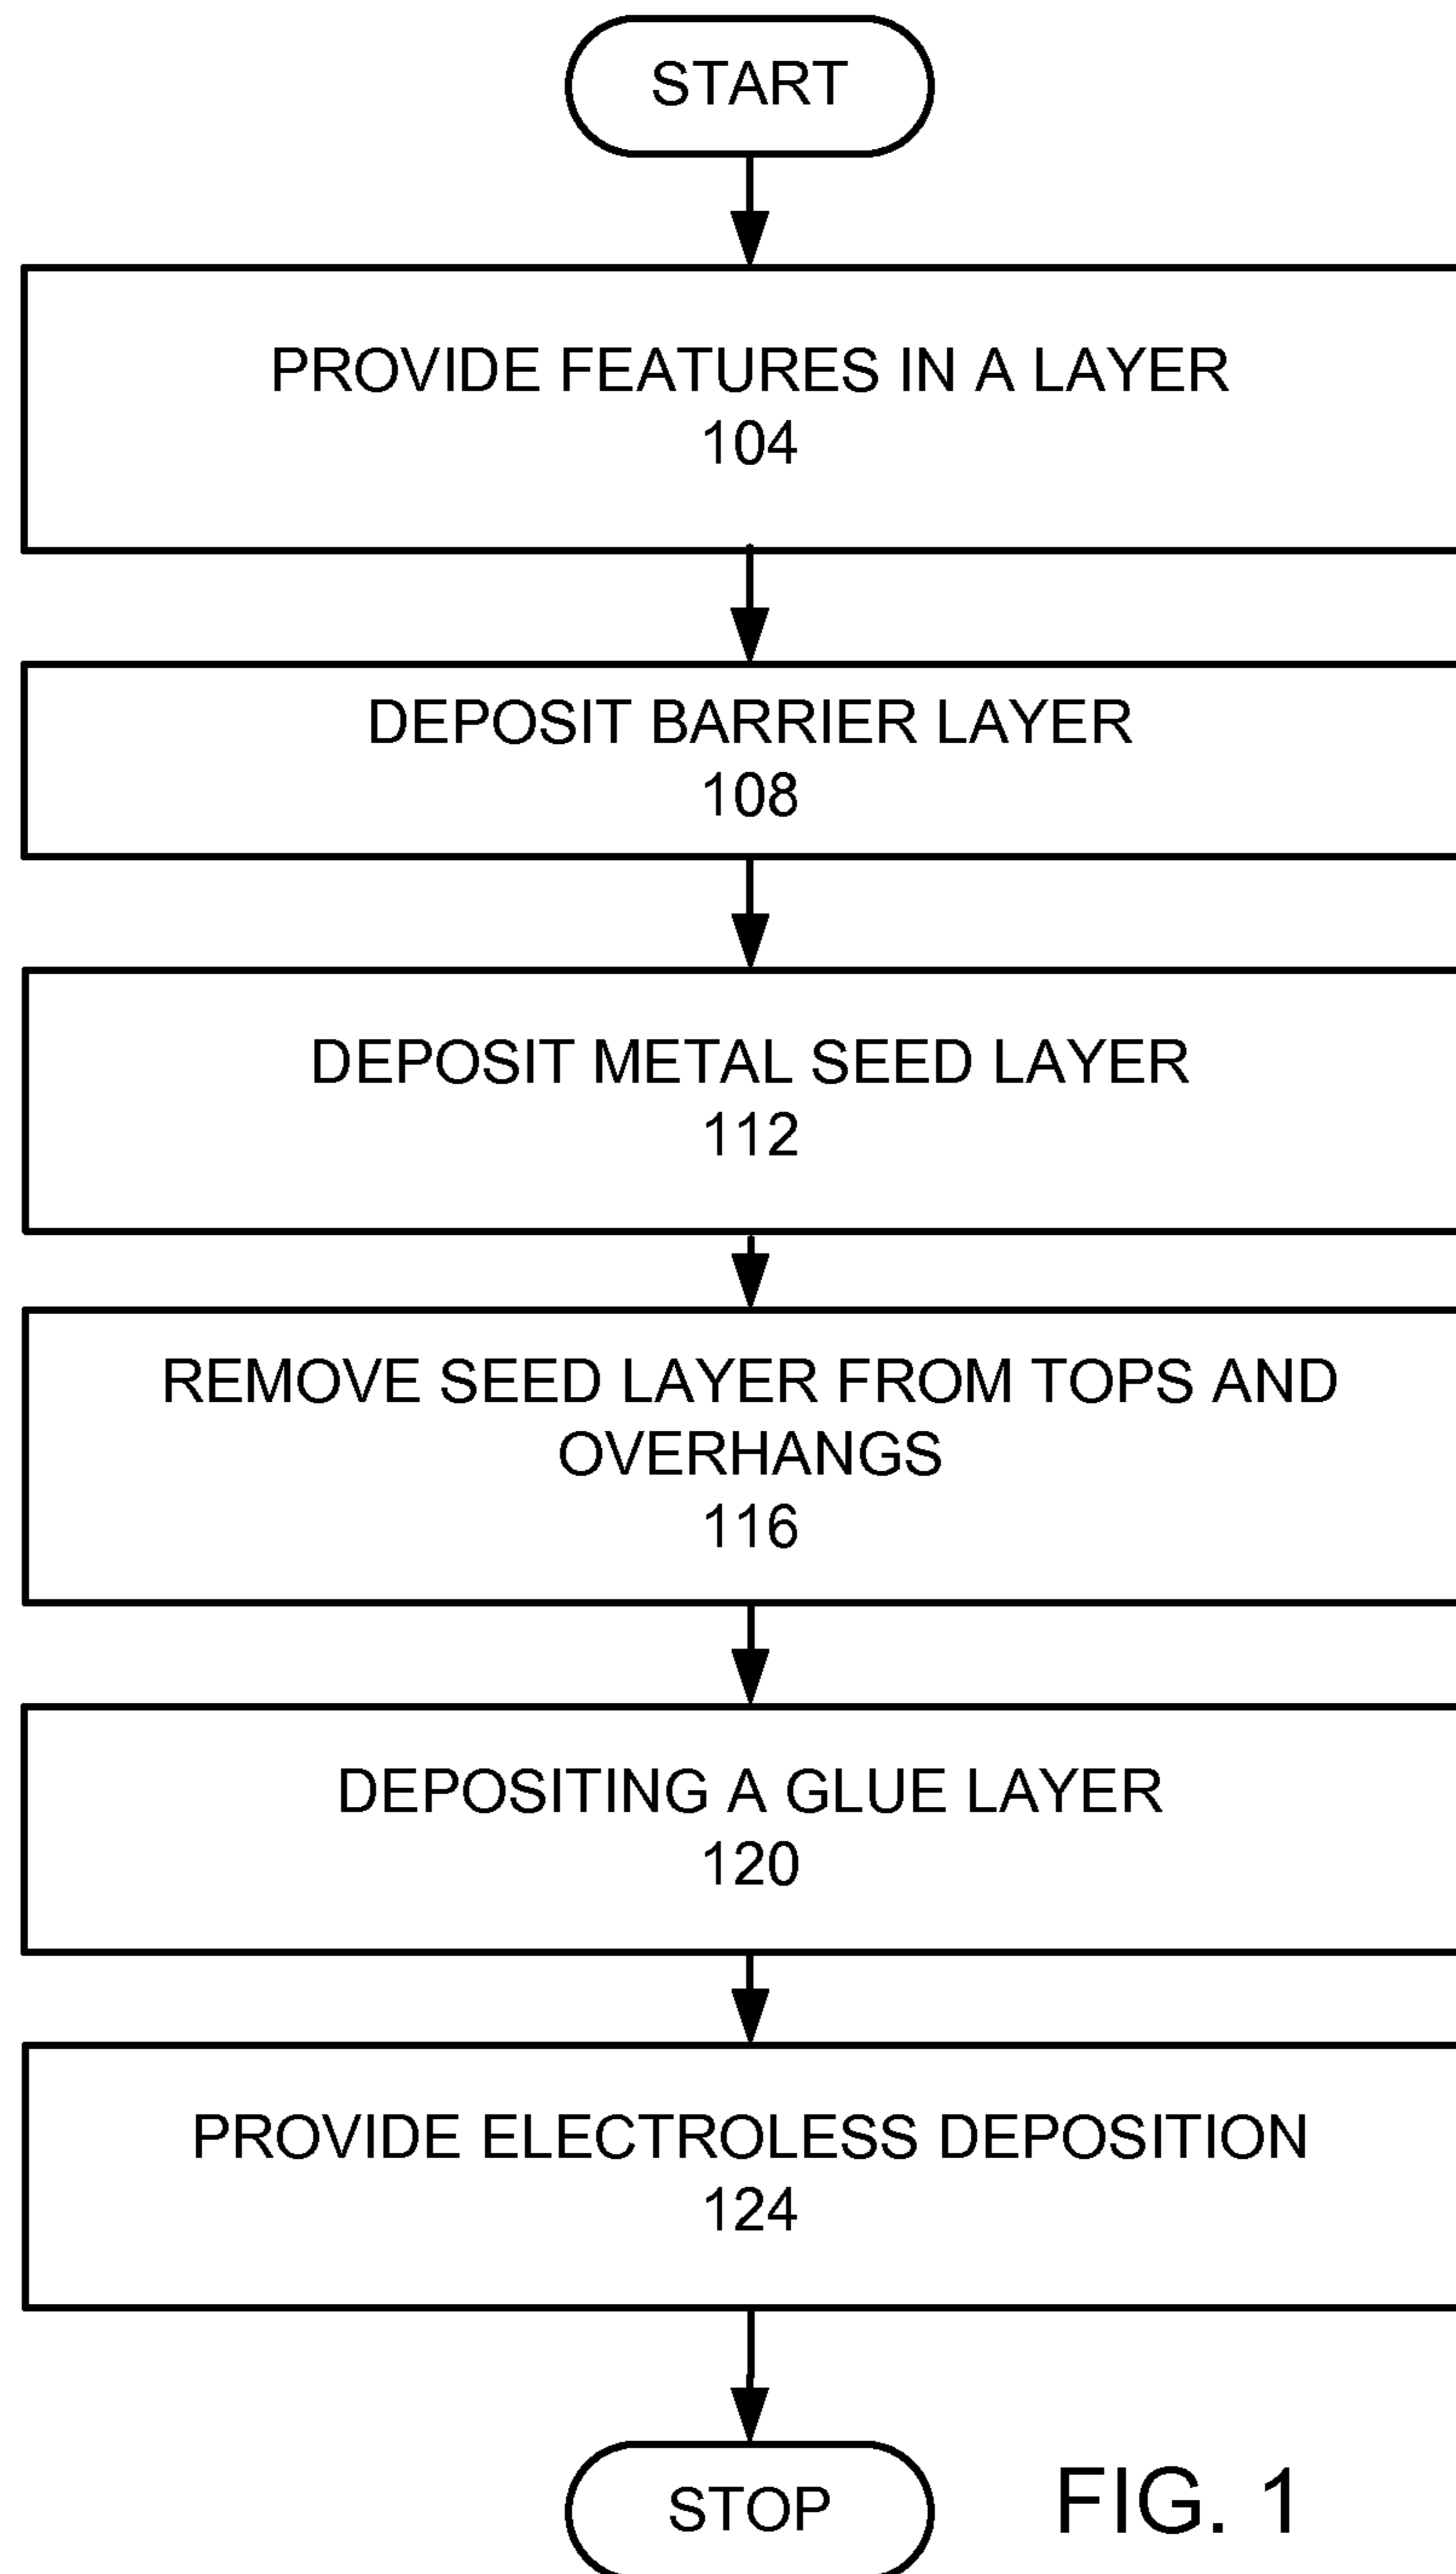 START
PROVIDE FEATURES IN A LAYER
104
DEPOSIT BARRIER LAYER
108
DEPOSIT METAL SEED LAYER
112
REMOVE SEED LAYER FROM TOPS AND
OVERHANGS
116
DEPOSITING A GLUE LAYER
120
PROVIDE ELECTROLESS DEPOSITION
124
STOP
FIG. 1